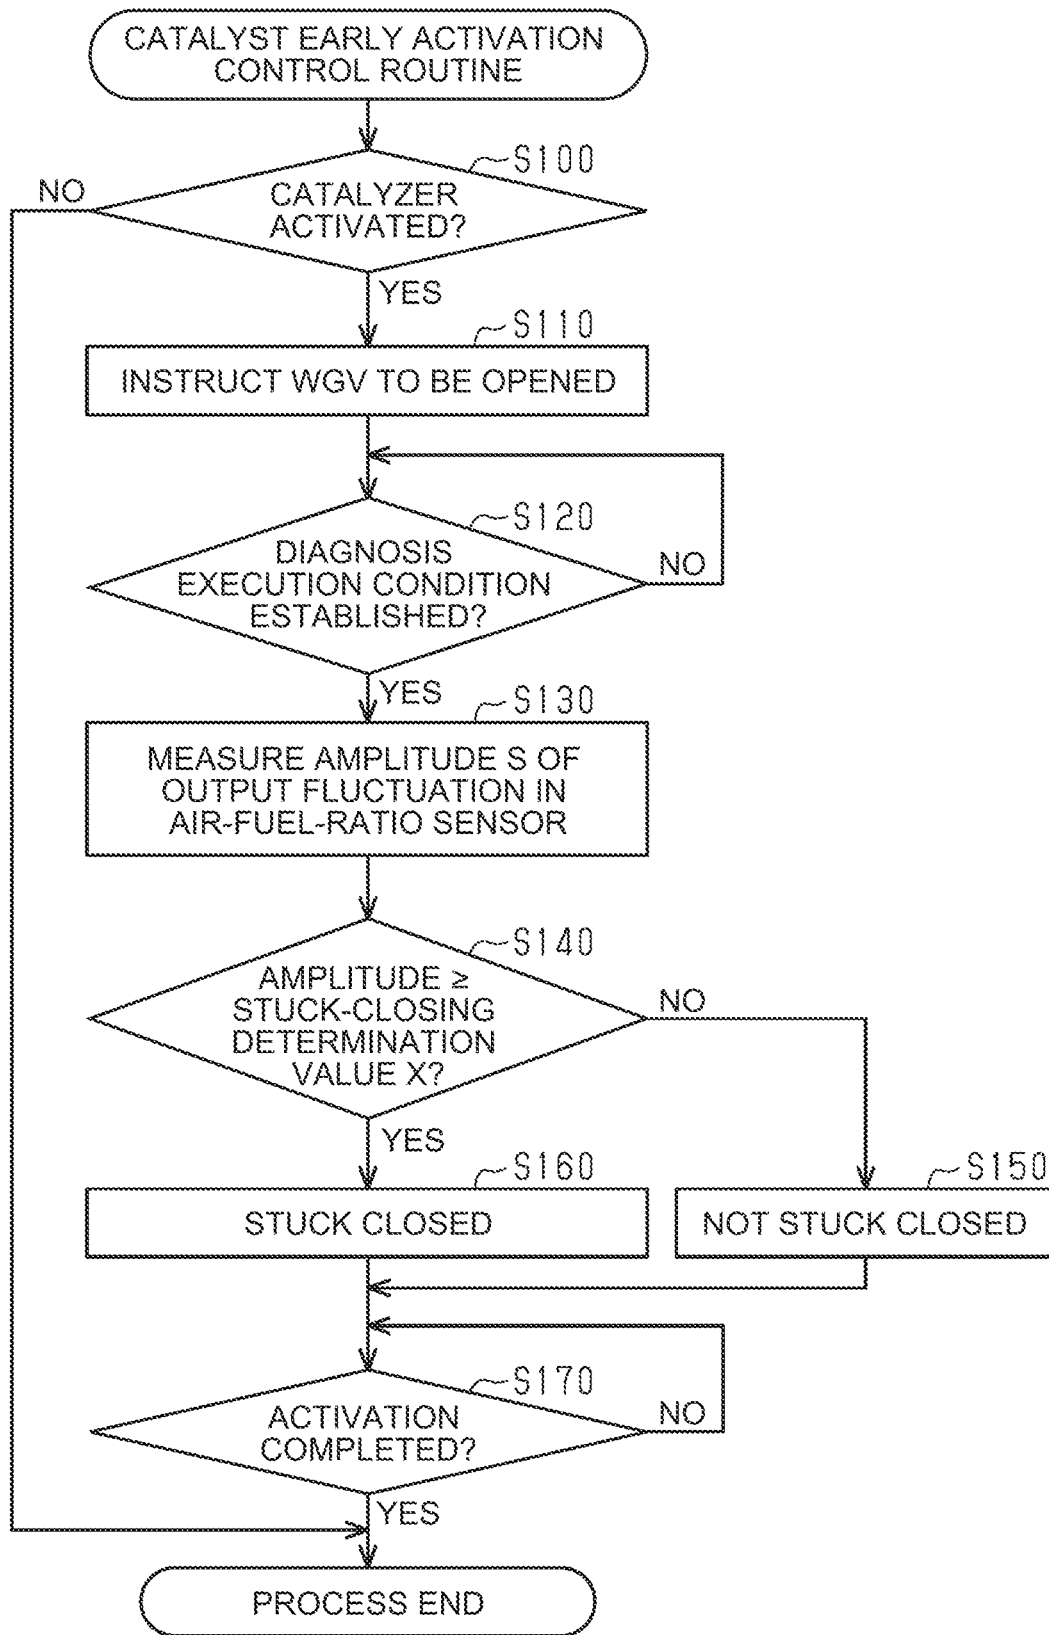 CATALYST EARLY ACTIVATION
CONTROL ROUTINE
S100
NO
CATALYZER
ACTIVATED?
YES
S110
INSTRUCT WGV TO BE OPENED
S120
DIAGNOSIS
EXECUTION CONDITION
ESTABLISHED?
NO
YES
S130
MEASURE AMPLITUDE S OF
OUTPUT FLUCTUATION IN
AIR-FUEL-RATIO SENSOR
S140
AMPLITUDE ≥
STUCK-CLOSING
DETERMINATION
VALUE X?
NO
YES
S160
STUCK CLOSED
S150
NOT STUCK CLOSED
S170
ACTIVATION
COMPLETED?
NO
YES
PROCESS END